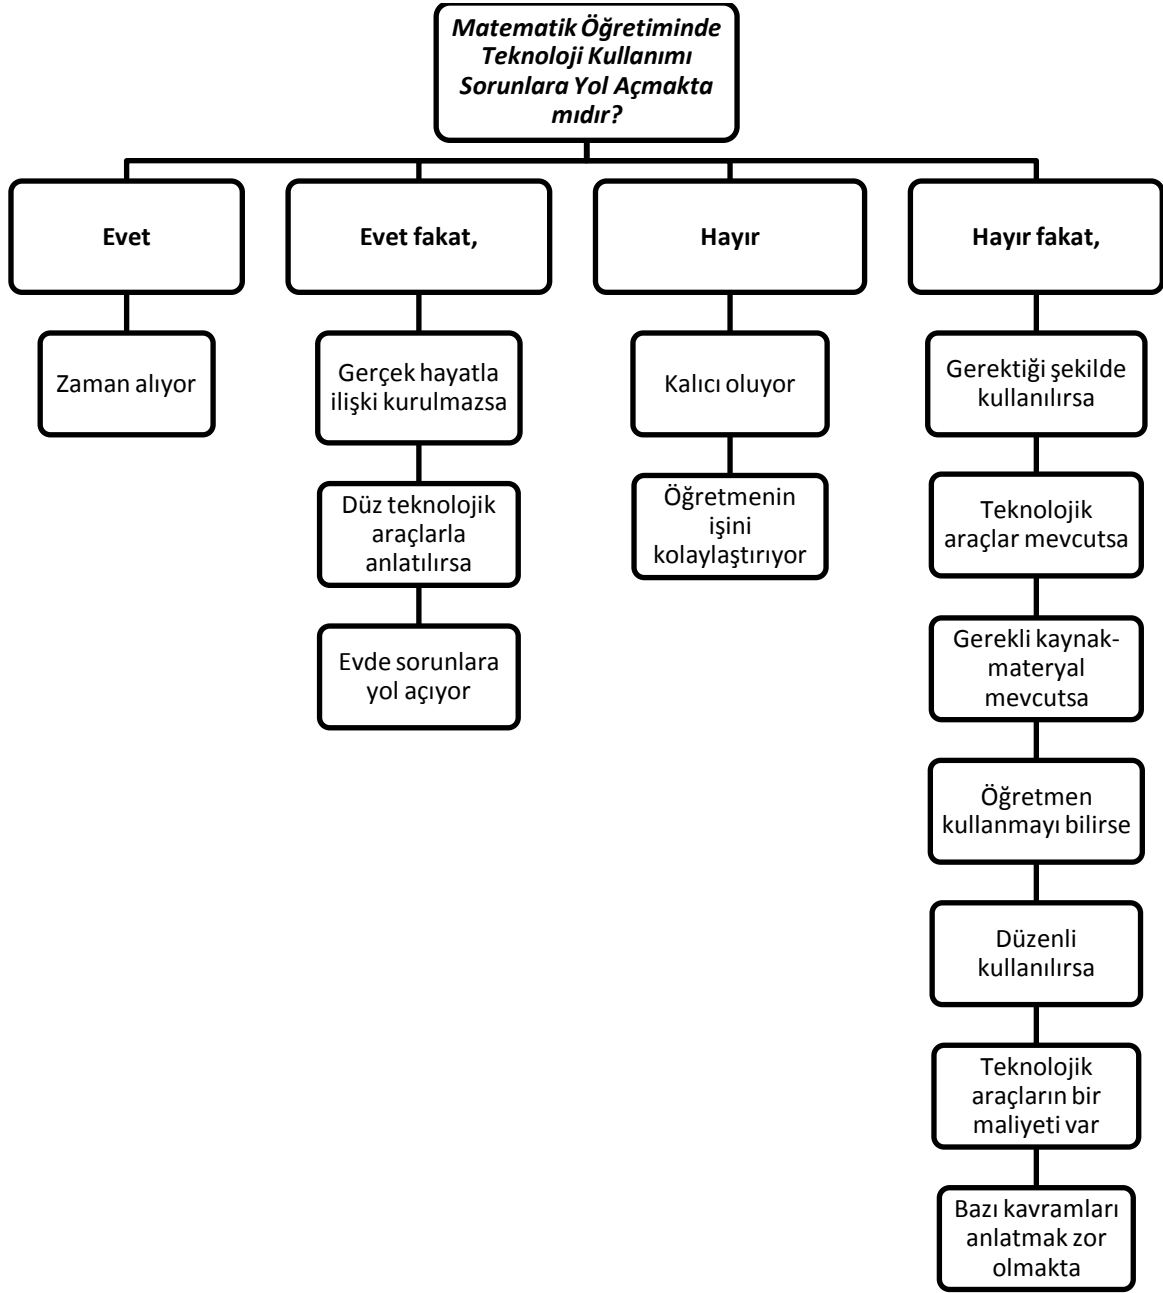 Matematik Öğretiminde
Teknoloji Kullanımı
Sorunlara Yol Açmakta
mıdır?
Evet
Zaman alıyor
Evet fakat,
Gerçek hayatla
ilişki kurulmazsa
Düz teknolojik
araçlarla
anlatılırsa
Evde sorunlara
yol açıyor
Hayır
Kalıcı oluyor
Öğretmenin
işini
kolaylaştırıyor
Hayır fakat,
Gerektiği şekilde
kullanılırsa
Teknolojik
araçlar mevcutsa
Gerekli kaynak-
materyal
mevcutsa
Öğretmen
kullanmayı bilirse
Düzenli
kullanılırsa
Teknolojik
araçların bir
maliyeti var
Bazı kavramları
anlatmak zor
olmakta